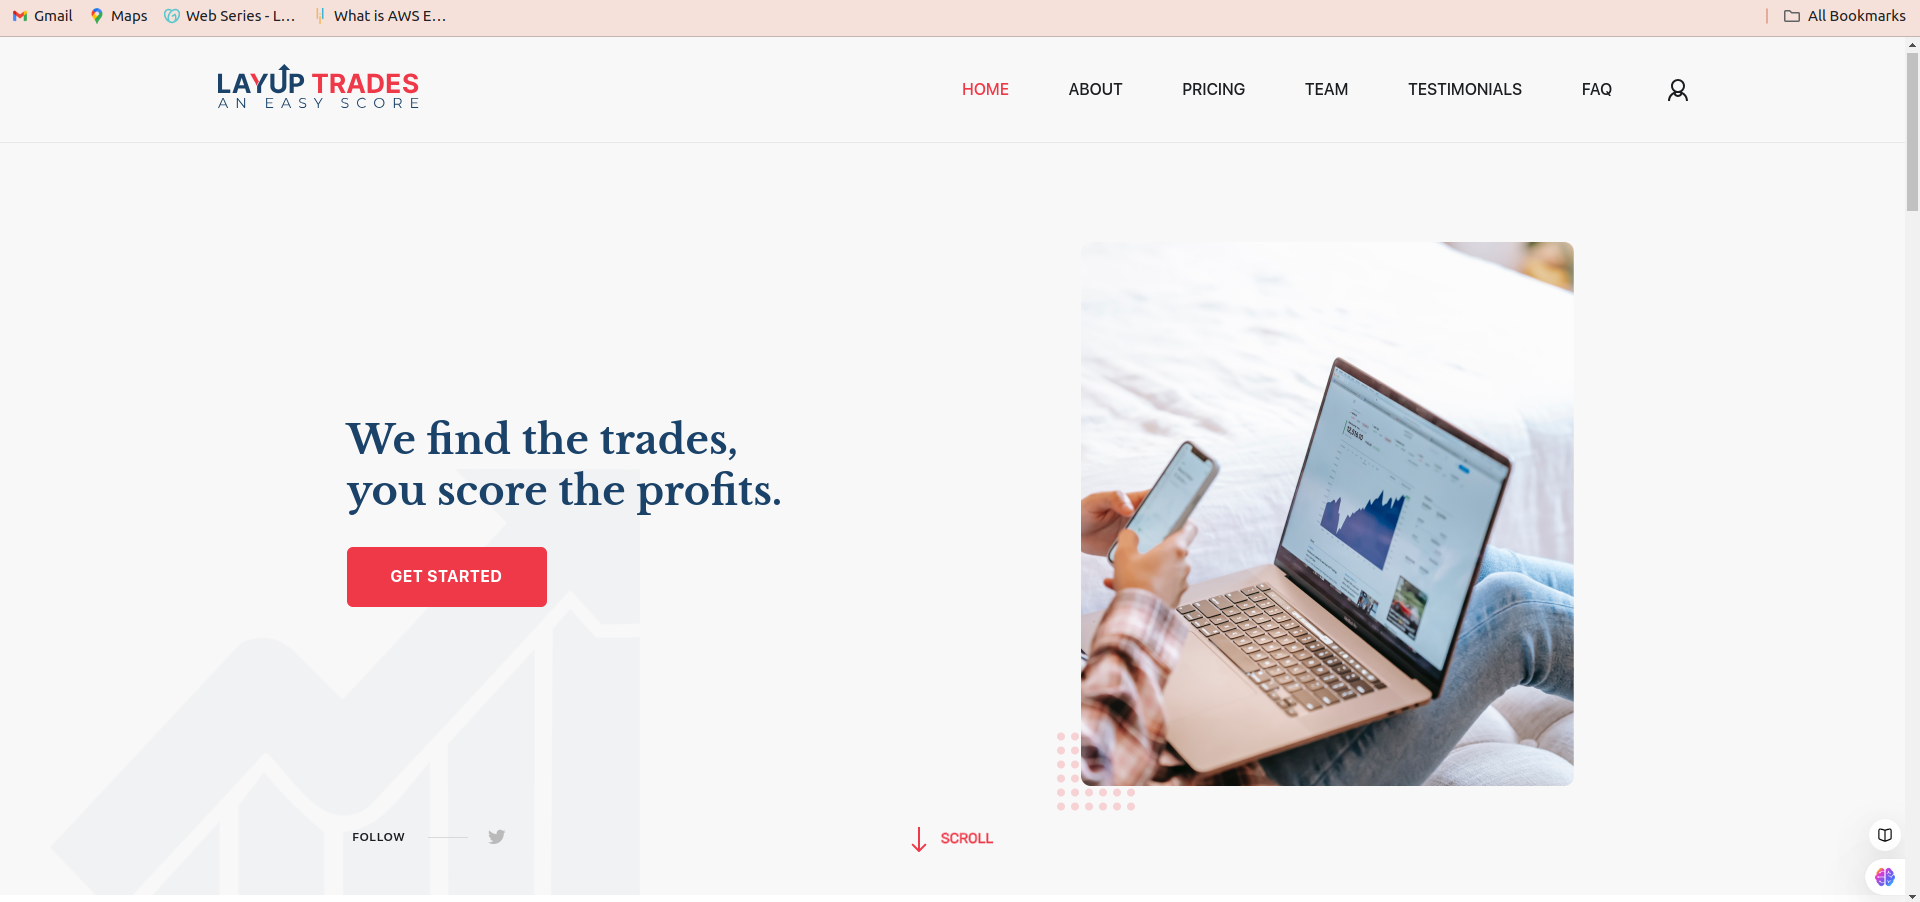 Gmail
Maps
Web Series - L...
What is AWS E...
All Bookmarks
LAYUP TRADES
AN EASY SCORE
HOME
ABOUT
PRICING
TEAM
TESTIMONIALS
FAQ
We find the trades,
you score the profits.
GET STARTED
FOLLOW
SCROLL